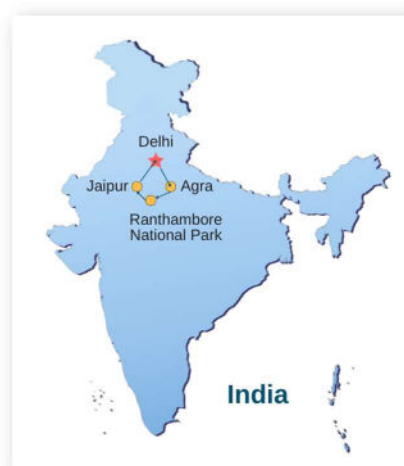 Delhi
Jaipur
Agra
Ranthambore
National Park
India